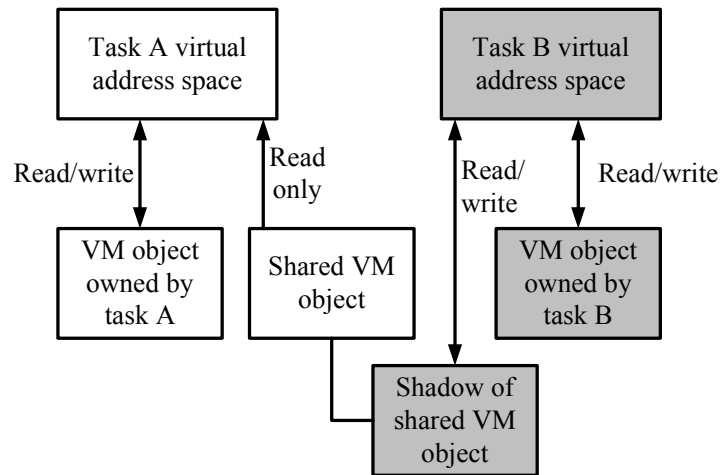 Task A virtual
address space
Task B virtual
address space
Read/write
Read
only
Read/
write
Read/write
VM object
owned by
task A
Shared VM
object
VM object
owned by
task B
Shadow of
shared VM
object